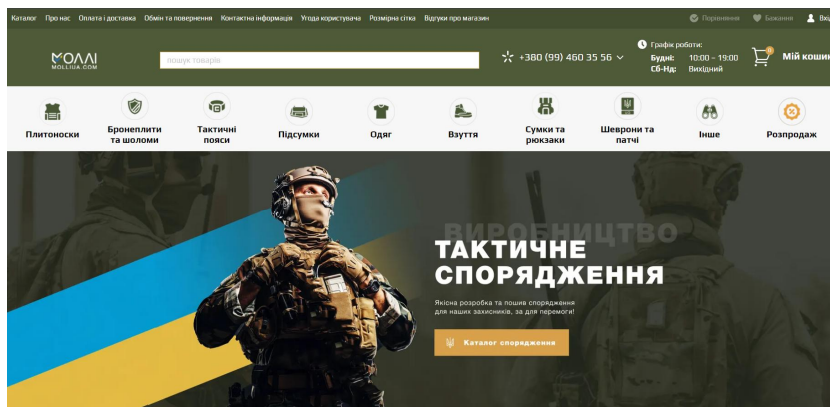 Каталог Про нас Оплата і доставка Обмін та повернення Контактна інформація Угода користувача Розмірна сітка Відгуки про магазин Порівняння Бажання
МОЛЛІ
MOLLIUA.COM
пошук товарів
+380 (99) 460 35 56
Графік роботи:
Будні: 10:00 – 19:00
Сб-Нд: Вихідний
0
Мій кошик
Плитоноски
Бронеплити
та шоломи
Тактичні
пояси
Підсумки
Одяг
Взуття
Сумки та
рюкзаки
Шеврони та
патчі
Інше
Розпродаж
ВИРОБНИЦТВО
ТАКТИЧНЕ
СПОРЯДЖЕННЯ
Якісна розробка та пошив спорядження
для наших захисників, за для перемоги!
Каталог спорядження